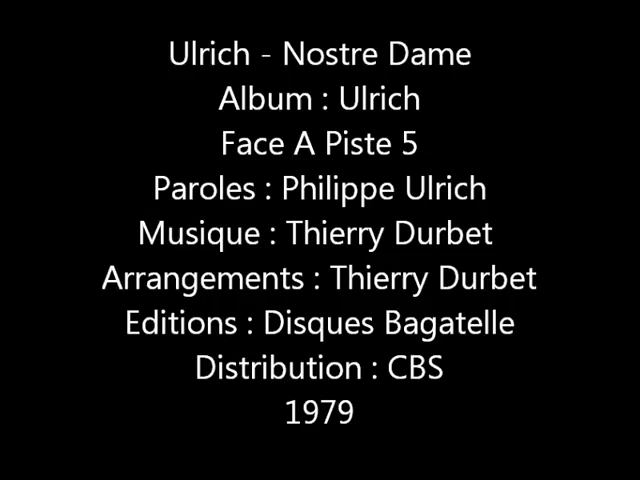 Ulrich - Nostre Dame
Album : Ulrich
Face A Piste 5
Paroles : Philippe Ulrich
Musique : Thierry Durbet
Arrangements : Thierry Durbet
Editions : Disques Bagatelle
Distribution : CBS
1979